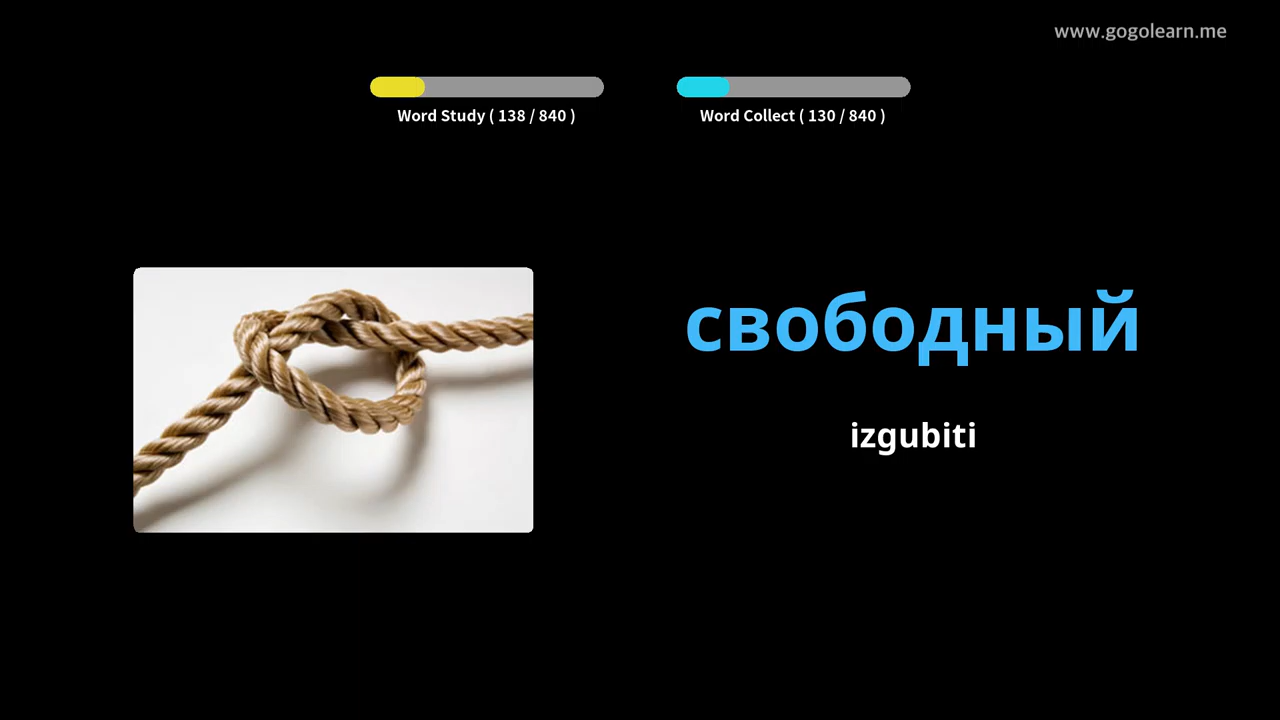 www.gogolearn.me
Word Study ( 138 / 840 )
Word Collect ( 130 / 840 )
свободный
izgubiti